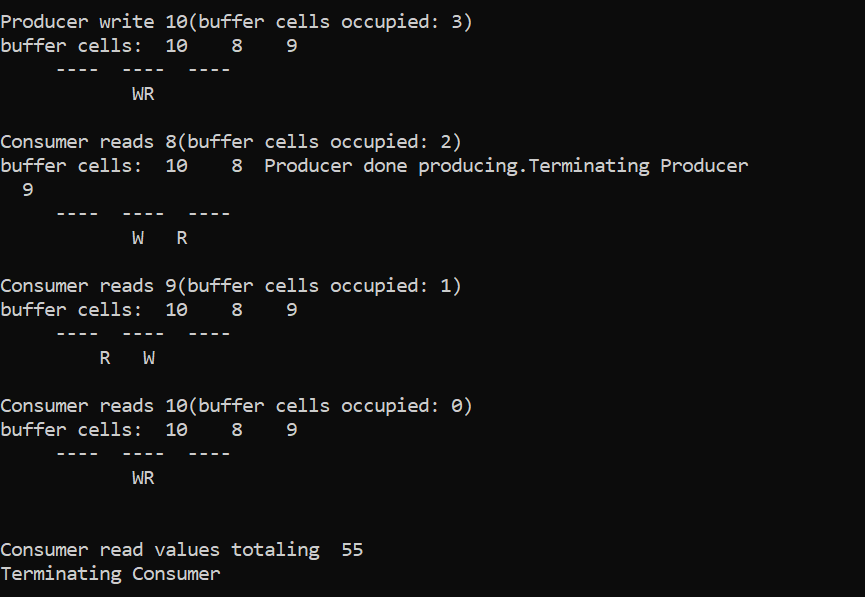 Producer write 10(buffer cells occupied: 3)
buffer cells:  10    8    9
     ----  ----  ----
            WR
Consumer reads 8(buffer cells occupied: 2)
buffer cells:  10    8  Producer done producing.Terminating Producer
  9
     ----  ----  ----
            W   R
Consumer reads 9(buffer cells occupied: 1)
buffer cells:  10    8    9
     ----  ----  ----
         R   W
Consumer reads 10(buffer cells occupied: 0)
buffer cells:  10    8    9
     ----  ----  ----
            WR
Consumer read values totaling  55
Terminating Consumer